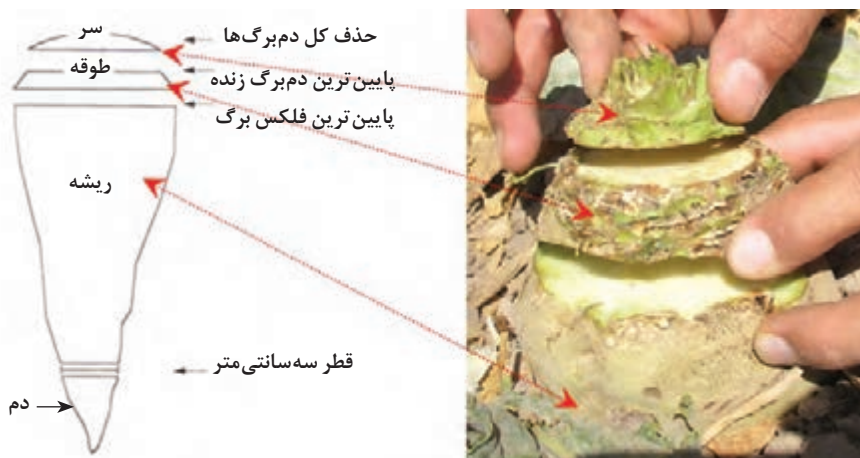 سر
حذف کل دم‌برگ‌ها
طوقه
پایین‌ترین دم‌برگ زنده
پایین‌ترین فلکس برگ
ریشه
قطر سه‌سانتی‌متر
دم